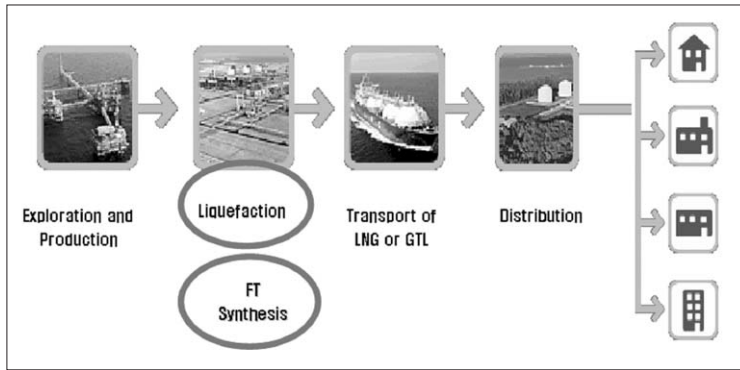 Exploration and
Production
Liquefaction
FT
Synthesis
Transport of
LNG or GTL
Distribution